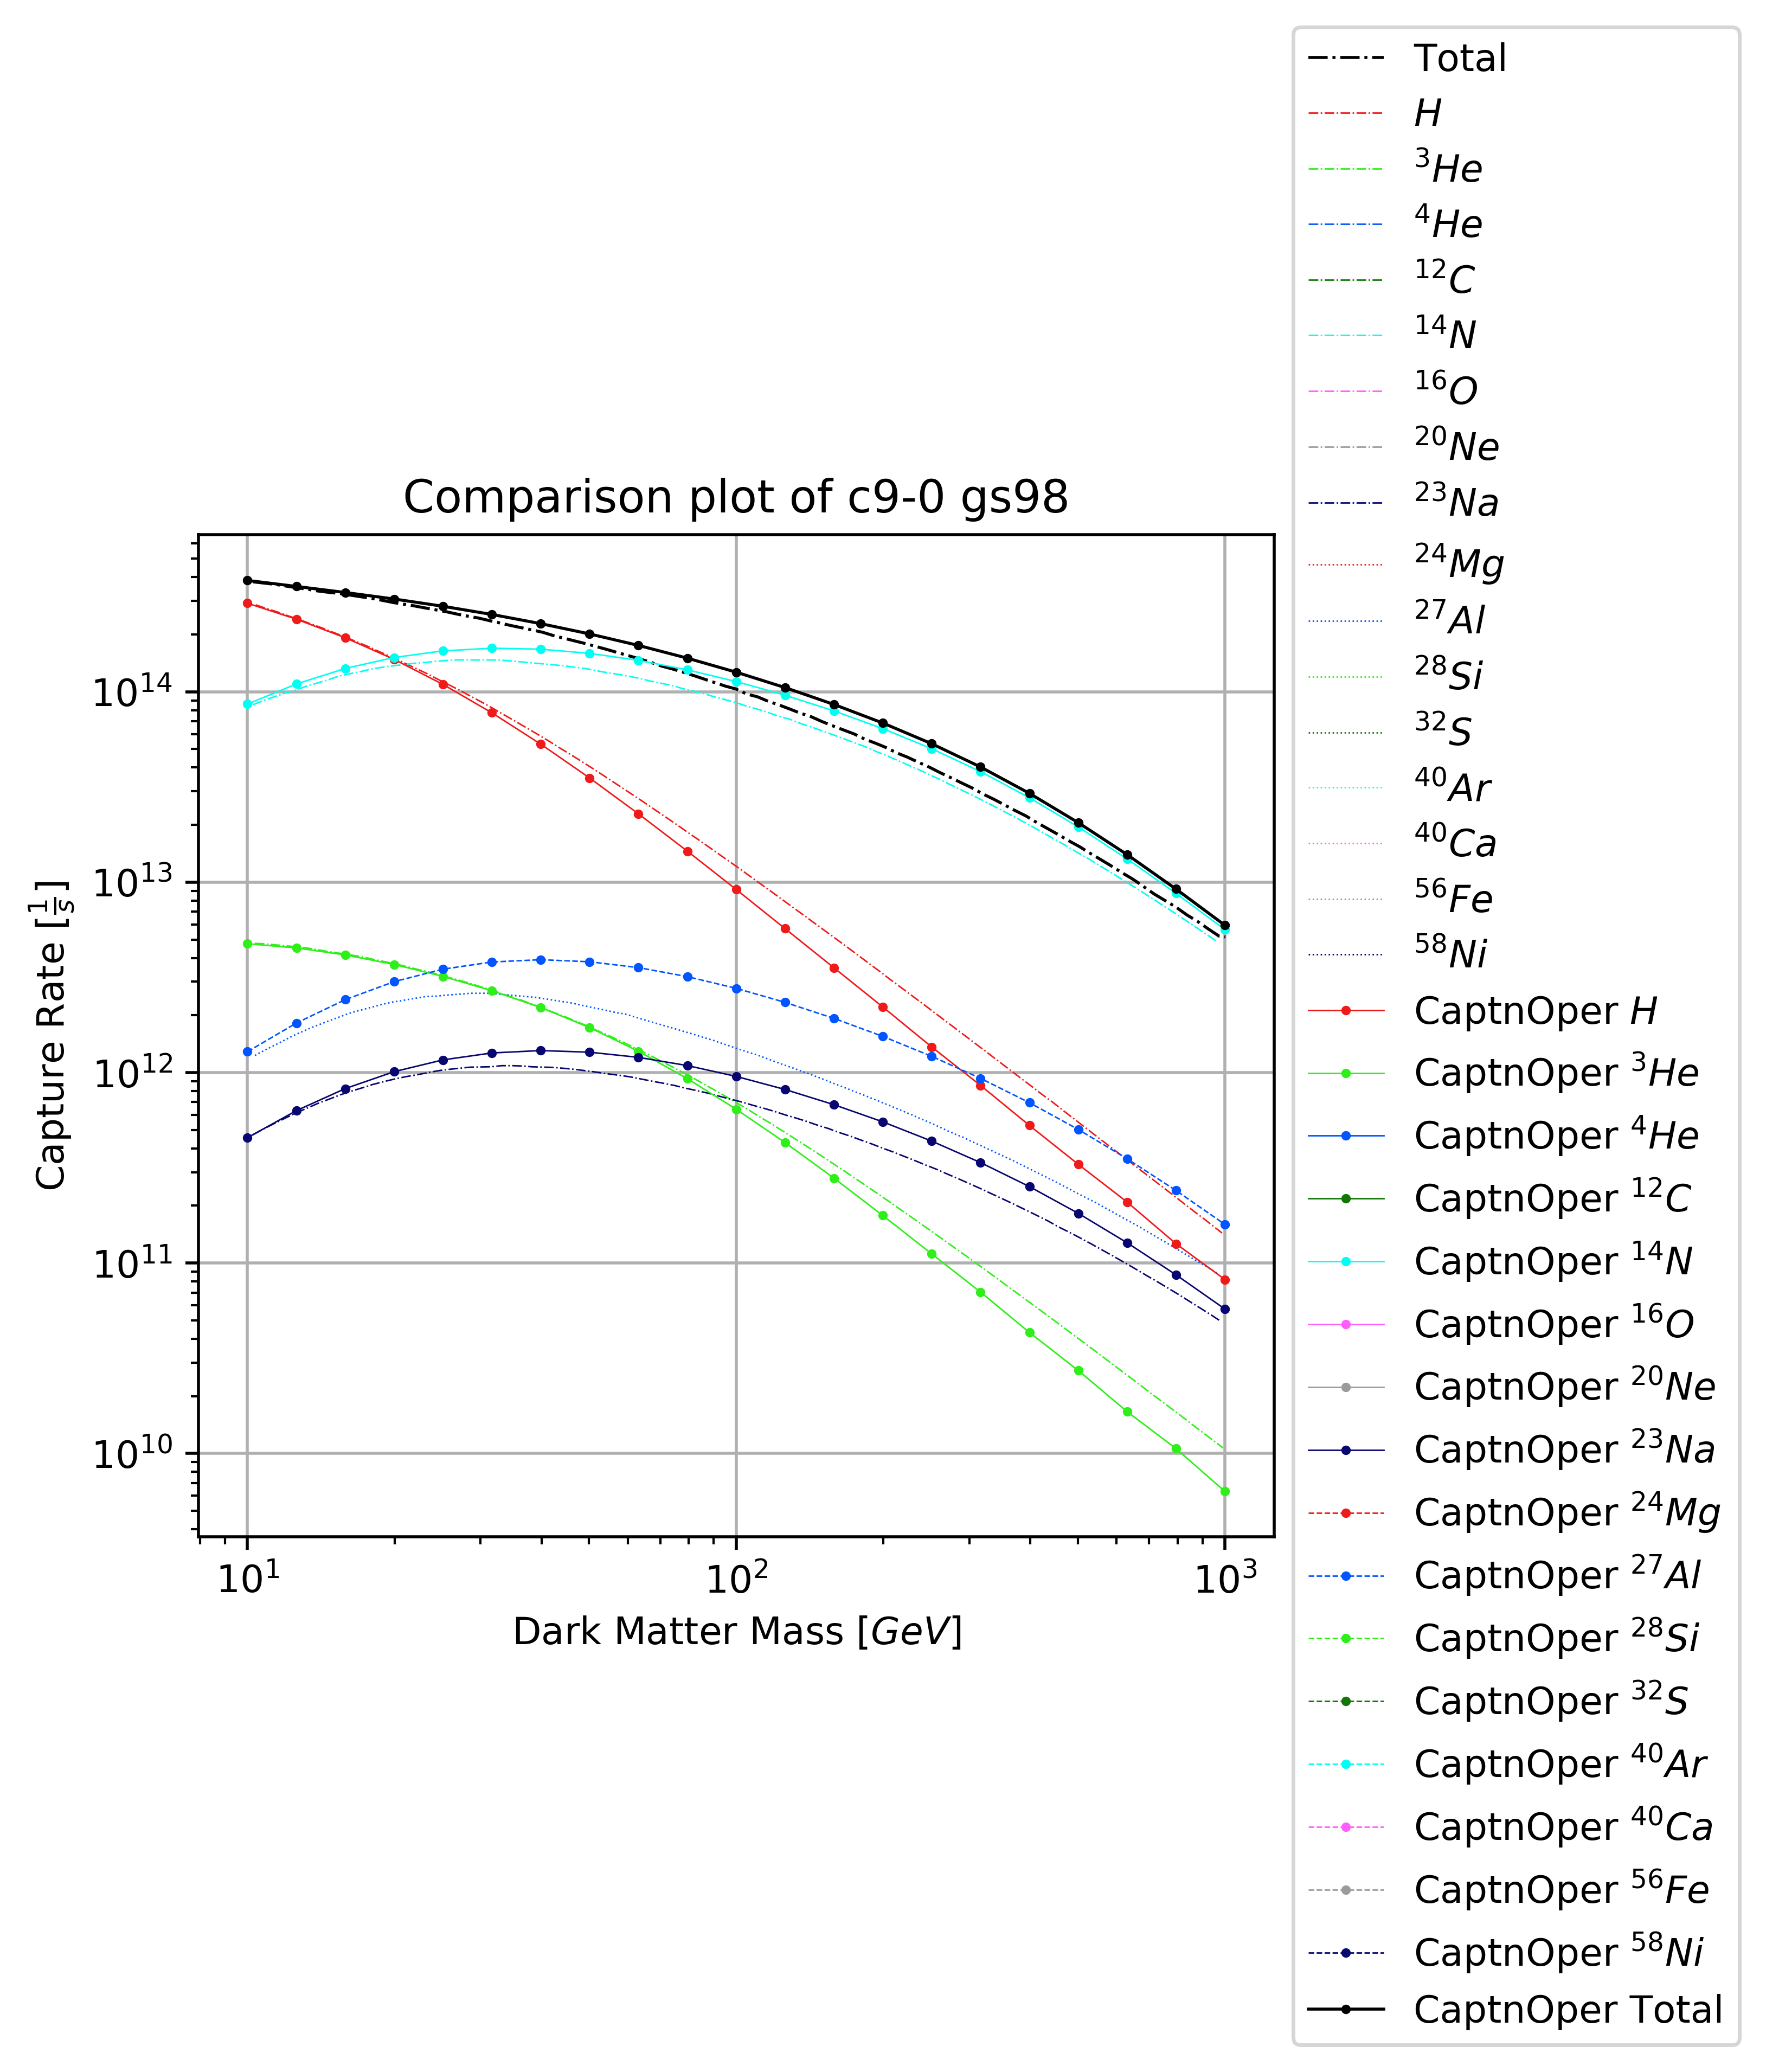 Comparison plot of c9-0 gs98
Capture Rate [1/s]
10^14
10^13
10^12
10^11
10^10
10^1
10^2
10^3
Dark Matter Mass [GeV]
Total
H
^3He
^4He
^12C
^14N
^16O
^20Ne
^23Na
^24Mg
^27Al
^28Si
^32S
^40Ar
^40Ca
^56Fe
^58Ni
CaptnOper H
CaptnOper ^3He
CaptnOper ^4He
CaptnOper ^12C
CaptnOper ^14N
CaptnOper ^16O
CaptnOper ^20Ne
CaptnOper ^23Na
CaptnOper ^24Mg
CaptnOper ^27Al
CaptnOper ^28Si
CaptnOper ^32S
CaptnOper ^40Ar
CaptnOper ^40Ca
CaptnOper ^56Fe
CaptnOper ^58Ni
CaptnOper Total